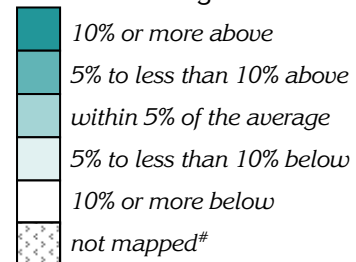 10% or more above
5% to less than 10% above
within 5% of the average
5% to less than 10% below
10% or more below
not mapped#